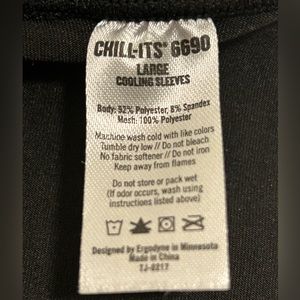 CHILL-ITS® 6690
LARGE
COOLING SLEEVES
Body: 92% Polyester, 8% Spandex
Mesh: 100% Polyester
Machine wash cold with like colors
Tumble dry low // Do not bleach
No fabric softener // Do not iron
Keep away from flames
Do not store or pack wet
(If odor occurs, wash using
instructions listed above)
Designed by Ergodyne in Minnesota
Made in China
TJ-0217